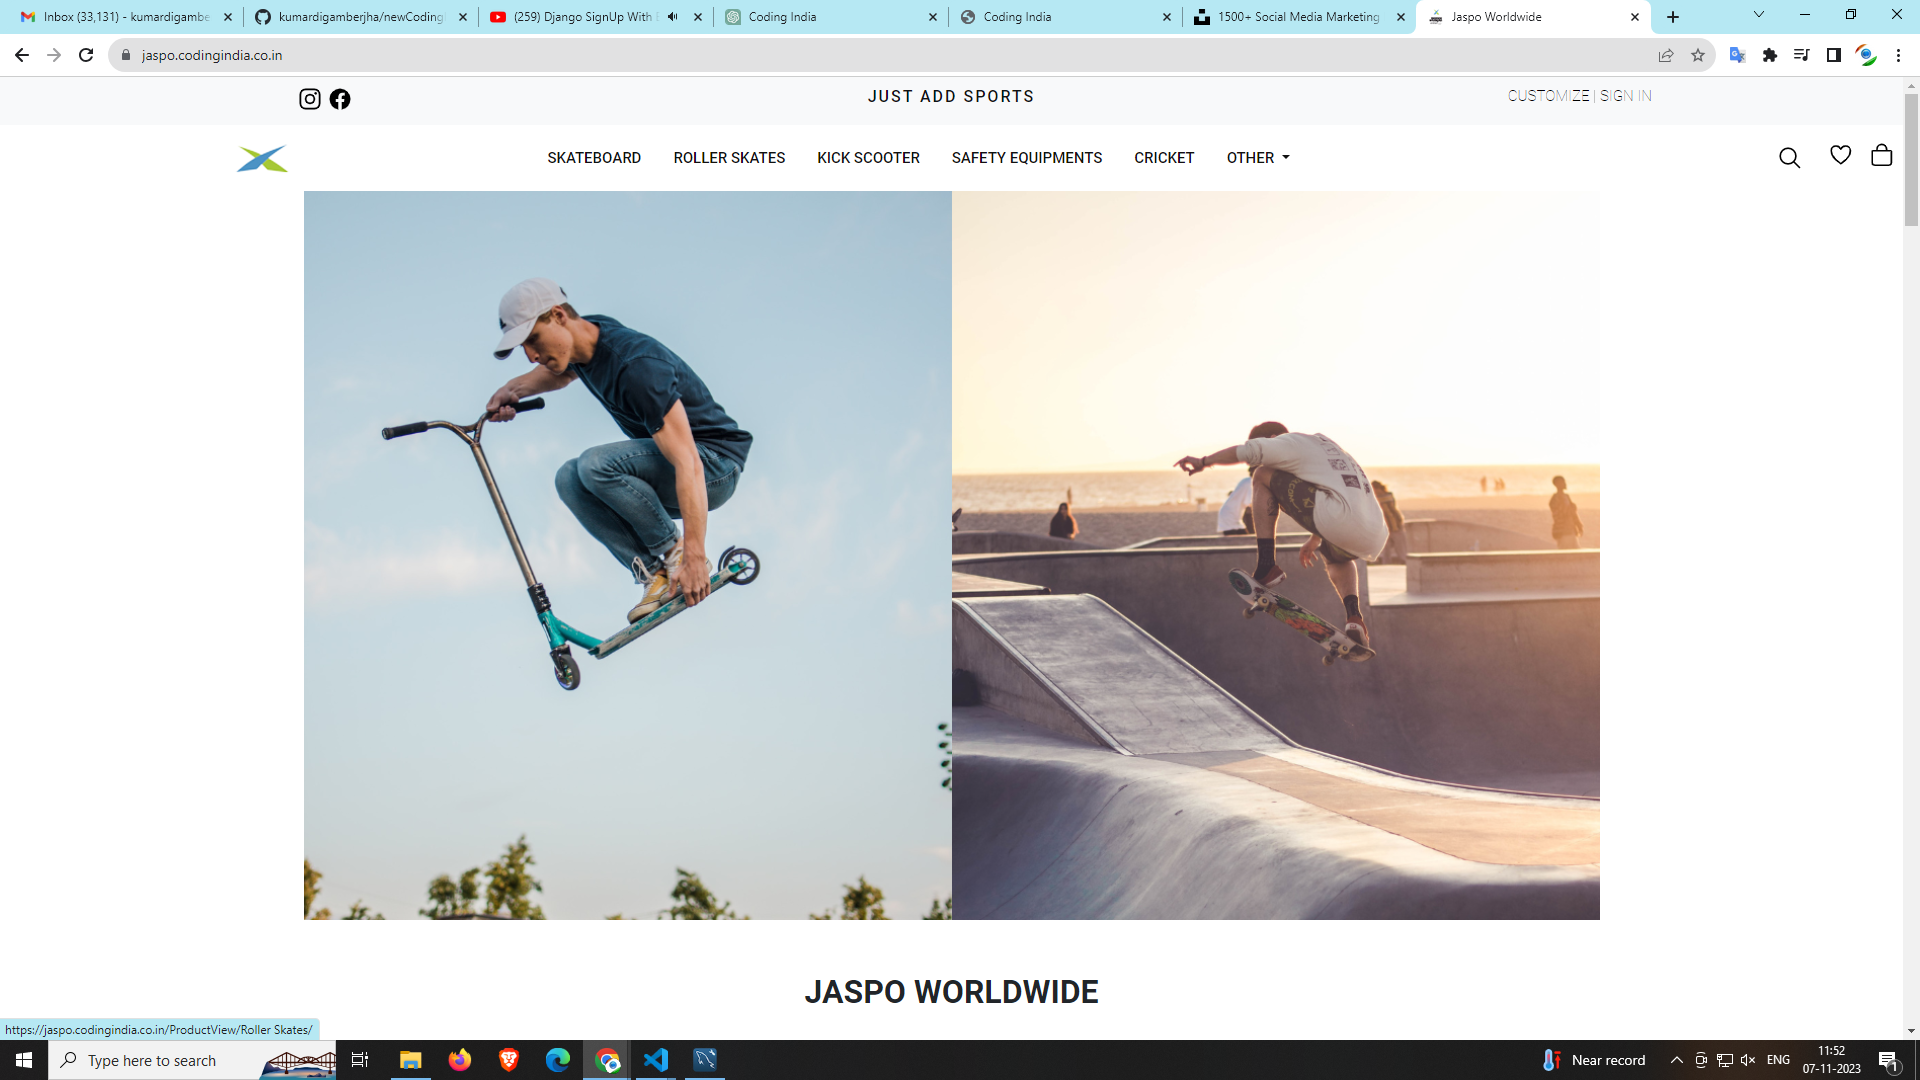 Inbox (33,131) - kumardigambe
kumardigamberjha/newCoding
(259) Django SignUp With
Coding India
Coding India
1500+ Social Media Marketing
Jaspo Worldwide
jaspo.codingindia.co.in
JUST ADD SPORTS
CUSTOMIZE | SIGN IN
SKATEBOARD
ROLLER SKATES
KICK SCOOTER
SAFETY EQUIPMENTS
CRICKET
OTHER
JASPO WORLDWIDE
https://jaspo.codingindia.co.in/ProductView/Roller Skates/
Type here to search
Near record
ENG
11:52
07-11-2023
1